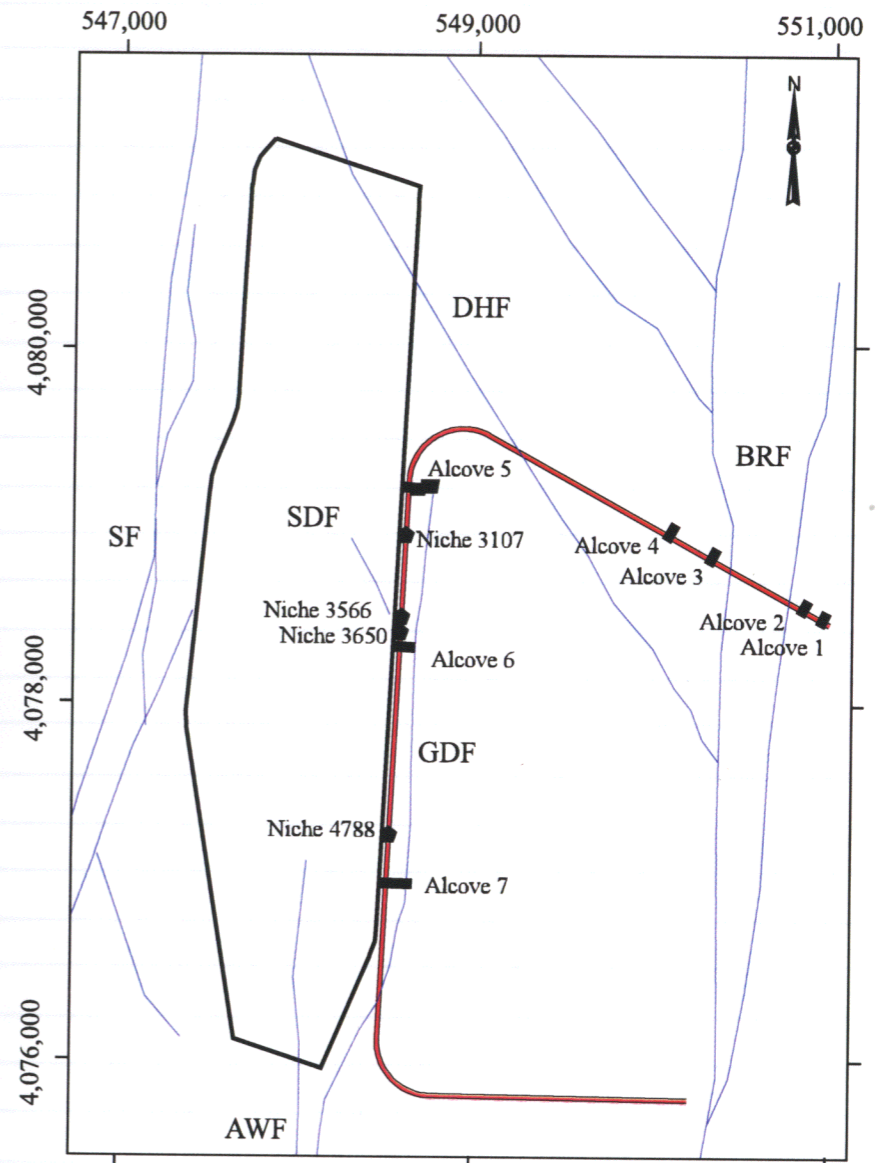 547,000
549,000
551,000
N
4,080,000
DHF
BRF
Alcove 5
SDF
SF
Niche 3107
Alcove 4
Alcove 3
Niche 3566
Alcove 2
Niche 3650
Alcove 1
Alcove 6
4,078,000
GDF
Niche 4788
Alcove 7
4,076,000
AWF